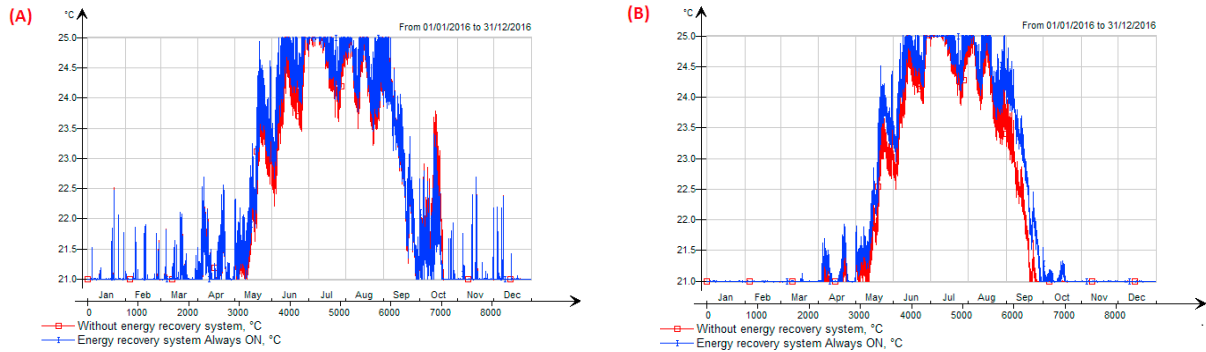 (A)
°C
From 01/01/2016 to 31/12/2016
25.0
24.5
24.0
23.5
23.0
22.5
22.0
21.5
21.0
Jan Feb Mar Apr May Jun Jul Aug Sep Oct Nov Dec
0 1000 2000 3000 4000 5000 6000 7000 8000
Without energy recovery system, °C
Energy recovery system Always ON, °C
(B)
°C
From 01/01/2016 to 31/12/2016
25.0
24.5
24.0
23.5
23.0
22.5
22.0
21.5
21.0
Jan Feb Mar Apr May Jun Jul Aug Sep Oct Nov Dec
0 1000 2000 3000 4000 5000 6000 7000 8000
Without energy recovery system, °C
Energy recovery system Always ON, °C